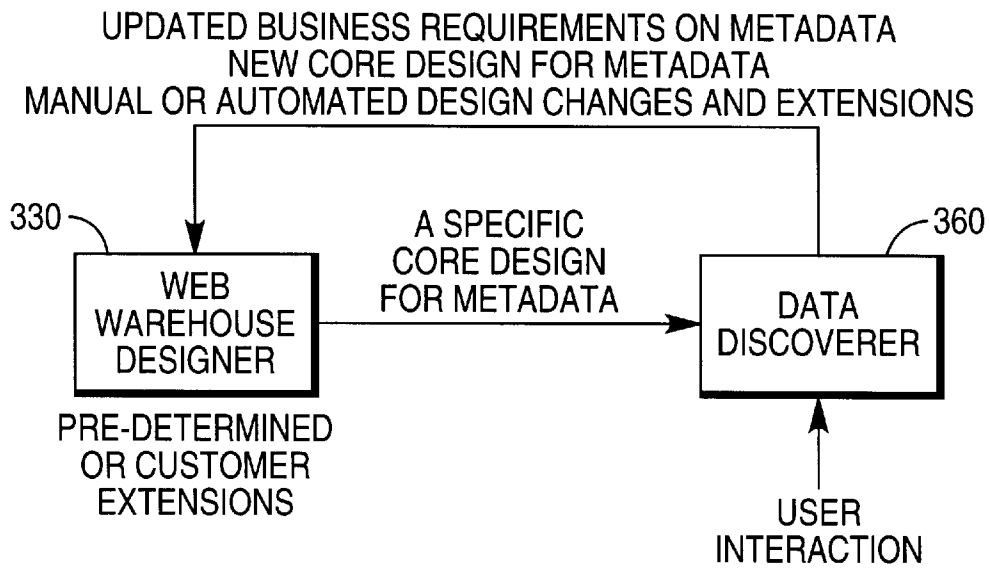 UPDATED BUSINESS REQUIREMENTS ON METADATA
NEW CORE DESIGN FOR METADATA
MANUAL OR AUTOMATED DESIGN CHANGES AND EXTENSIONS
330
A SPECIFIC
CORE DESIGN
FOR METADATA
360
WEB
WAREHOUSE
DESIGNER
DATA
DISCOVERER
PRE-DETERMINED
OR CUSTOMER
EXTENSIONS
USER
INTERACTION